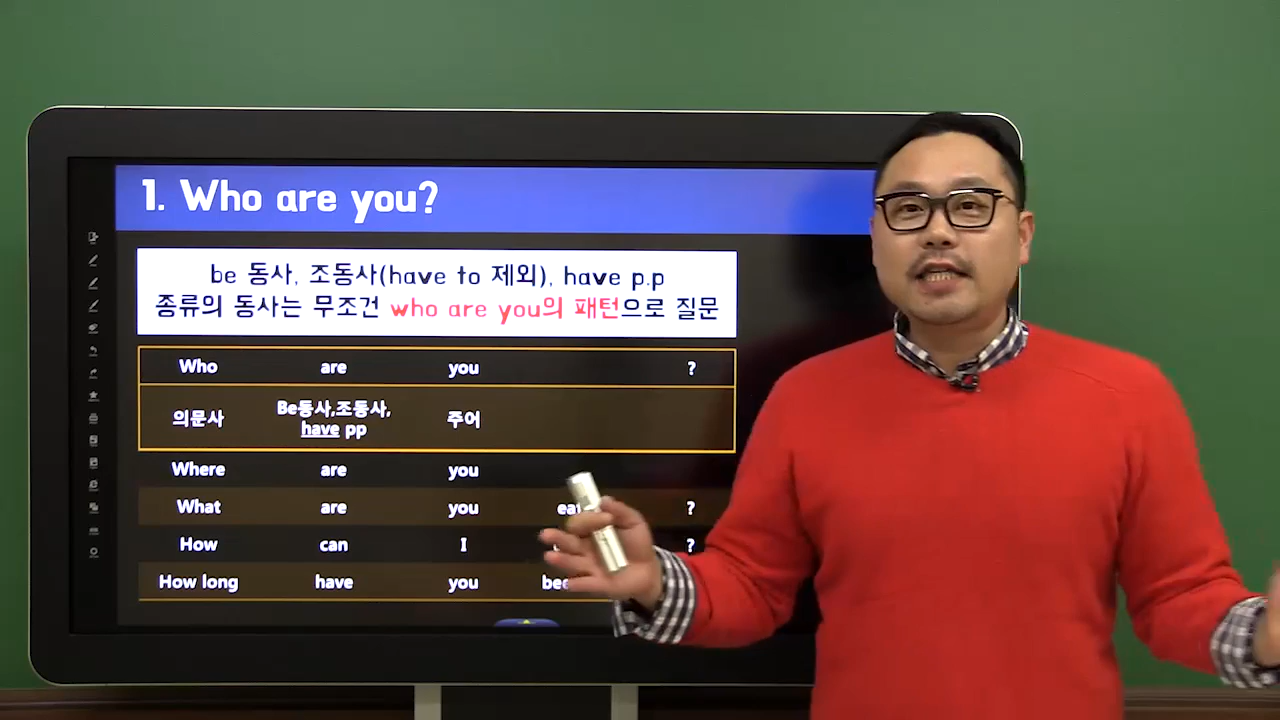 1. Who are you?
be 동사, 조동사(have to 제외), have p.p
종류의 동사는 무조건 who are you의 패턴으로 질문
Who are you ?
의문사 Be동사,조동사, have pp 주어
Where are you
What are you ?
How can I ?
How long have you